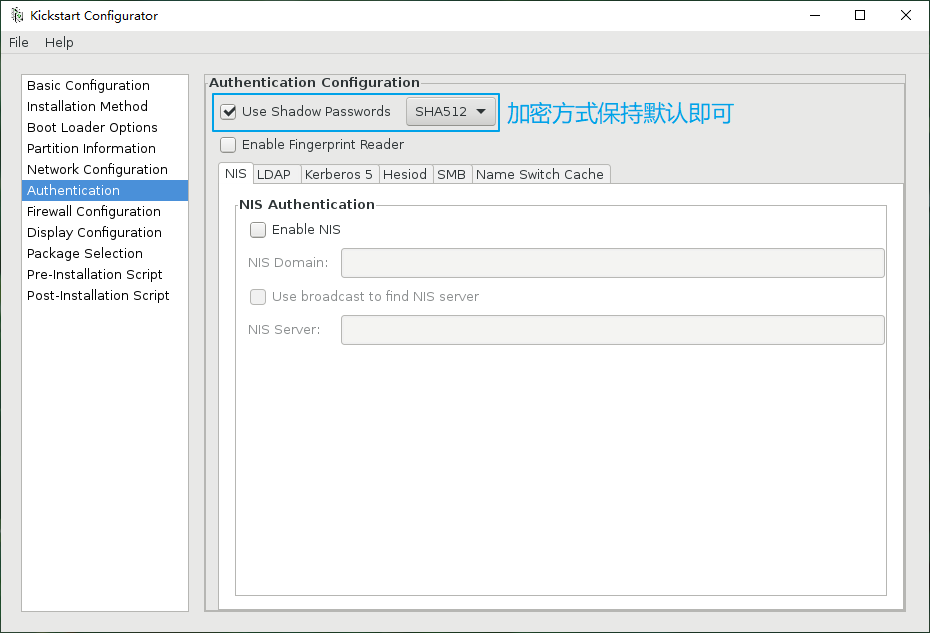 Kickstart Configurator
File Help
Basic Configuration
Installation Method
Boot Loader Options
Partition Information
Network Configuration
Authentication
Firewall Configuration
Display Configuration
Package Selection
Pre-Installation Script
Post-Installation Script
Authentication Configuration
Use Shadow Passwords SHA512 加密方式保持默认即可
Enable Fingerprint Reader
NIS LDAP Kerberos 5 Hesiod SMB Name Switch Cache
NIS Authentication
Enable NIS
NIS Domain:
Use broadcast to find NIS server
NIS Server: